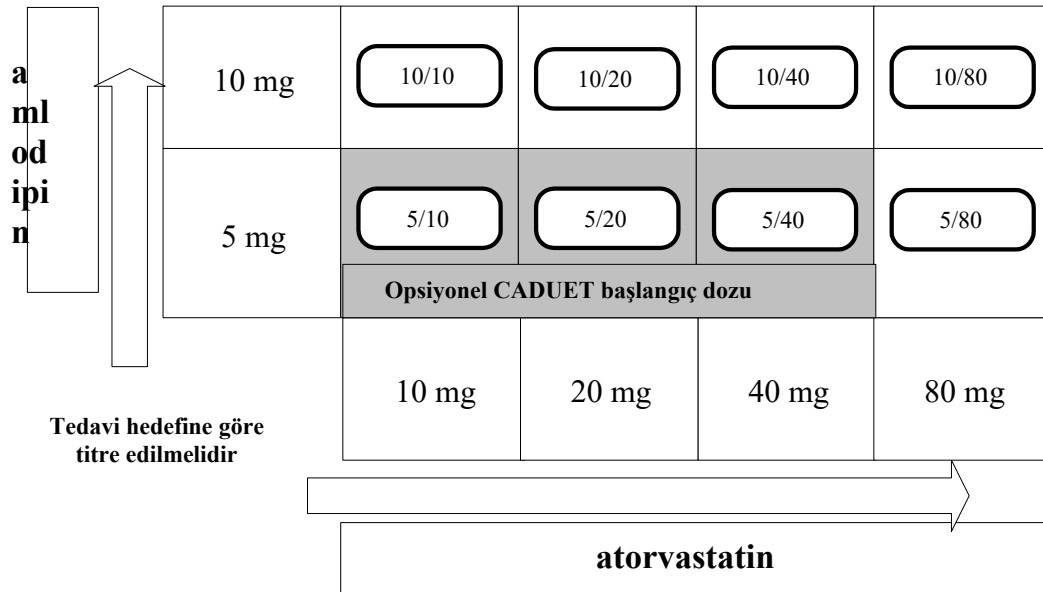 a
ml
od
ipi
n
10 mg
10/10
10/20
10/40
10/80
5 mg
5/10
5/20
5/40
5/80
Opsiyonel CADUET başlangıç dozu
10 mg
20 mg
40 mg
80 mg
Tedavi hedefine göre
titre edilmelidir
atorvastatin